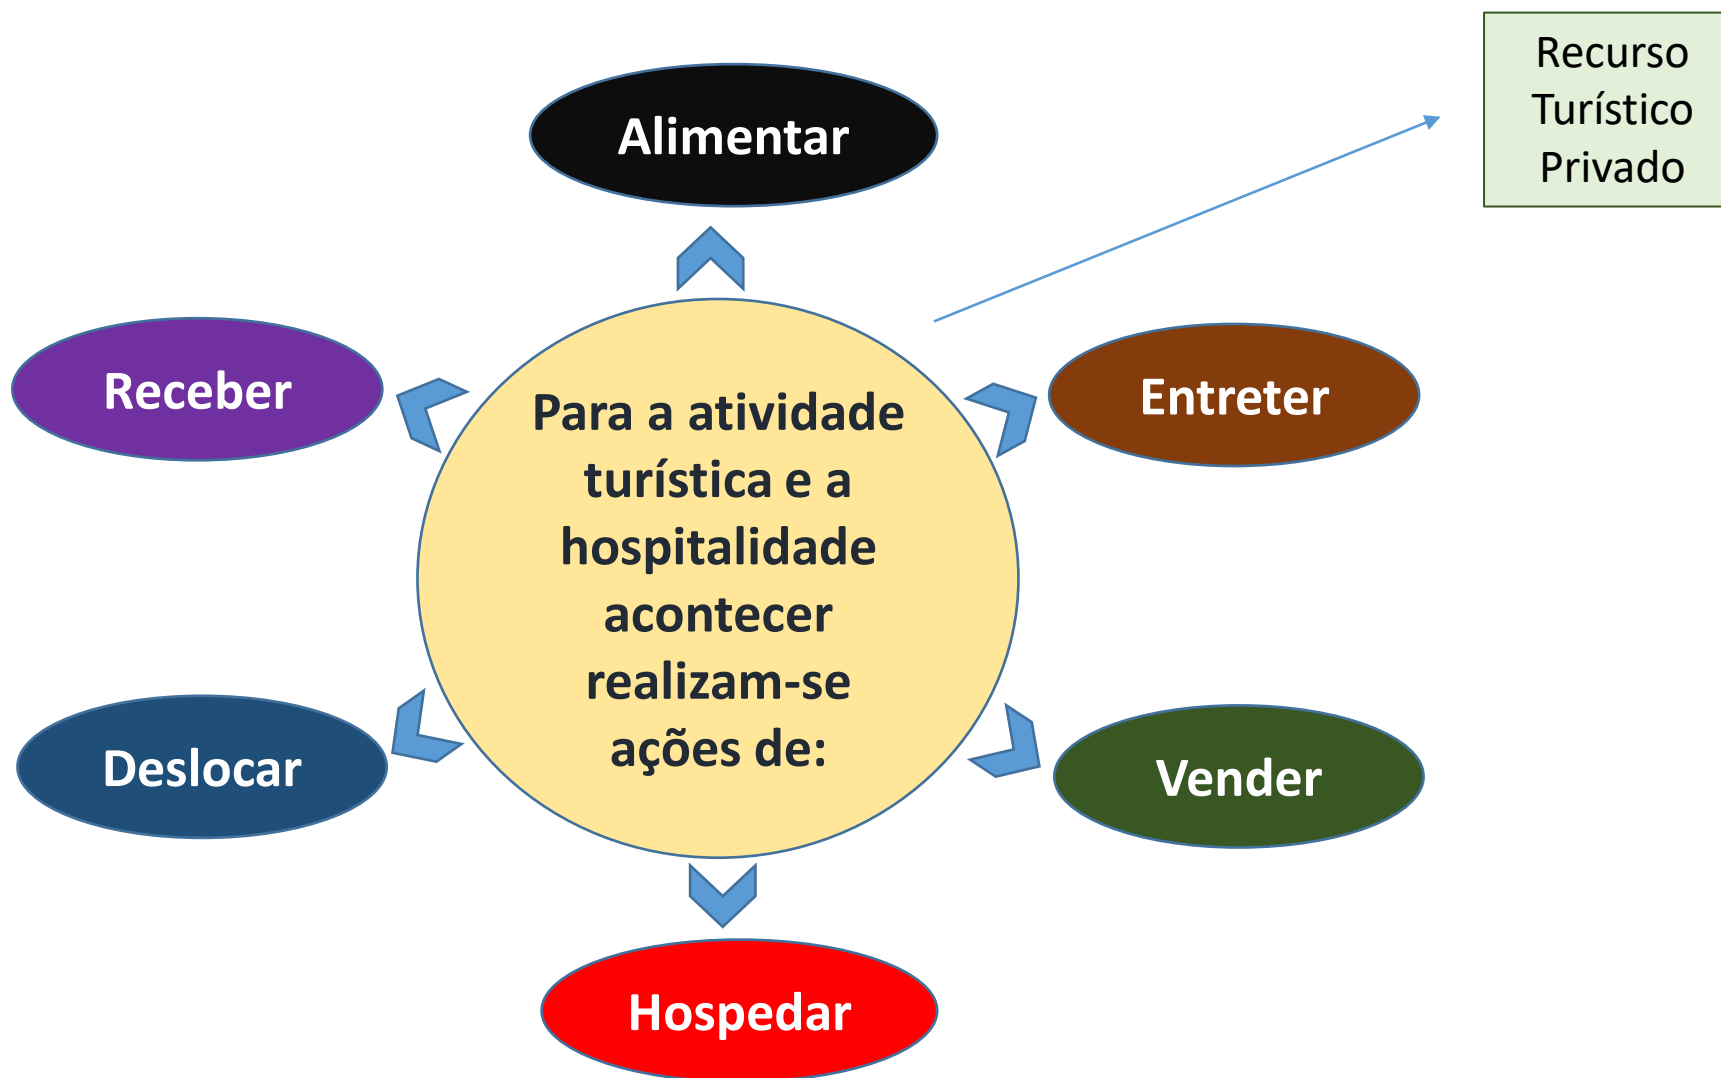 Recurso
Turístico
Privado
Alimentar
Receber
Entreter
Para a atividade
turística e a
hospitalidade
acontecer
realizam-se
ações de:
Deslocar
Vender
Hospedar